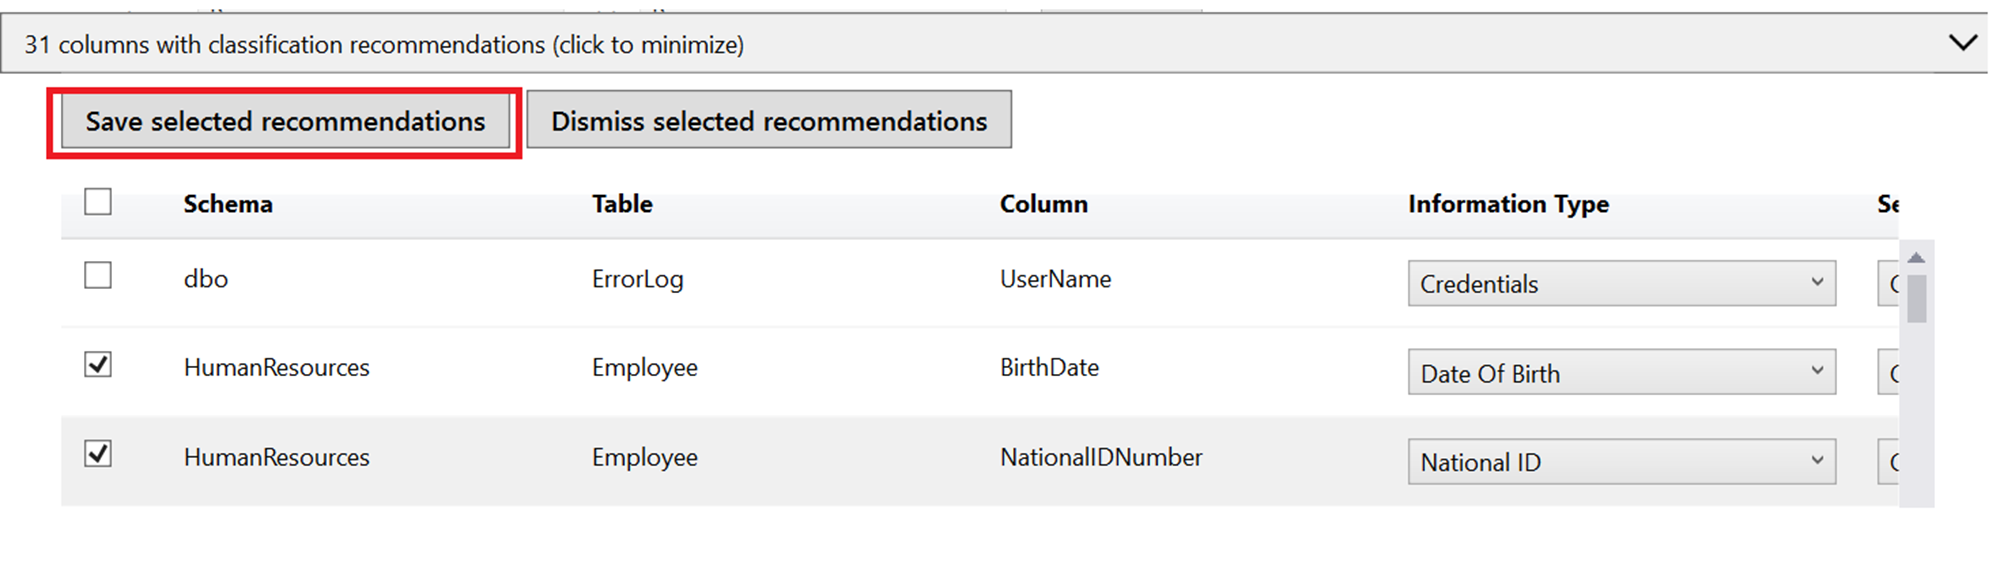 31 columns with classification recommendations (click to minimize)
Save selected recommendations Dismiss selected recommendations
Schema Table Column Information Type
dbo ErrorLog UserName Credentials
HumanResources Employee BirthDate Date Of Birth
HumanResources Employee NationalIDNumber National ID